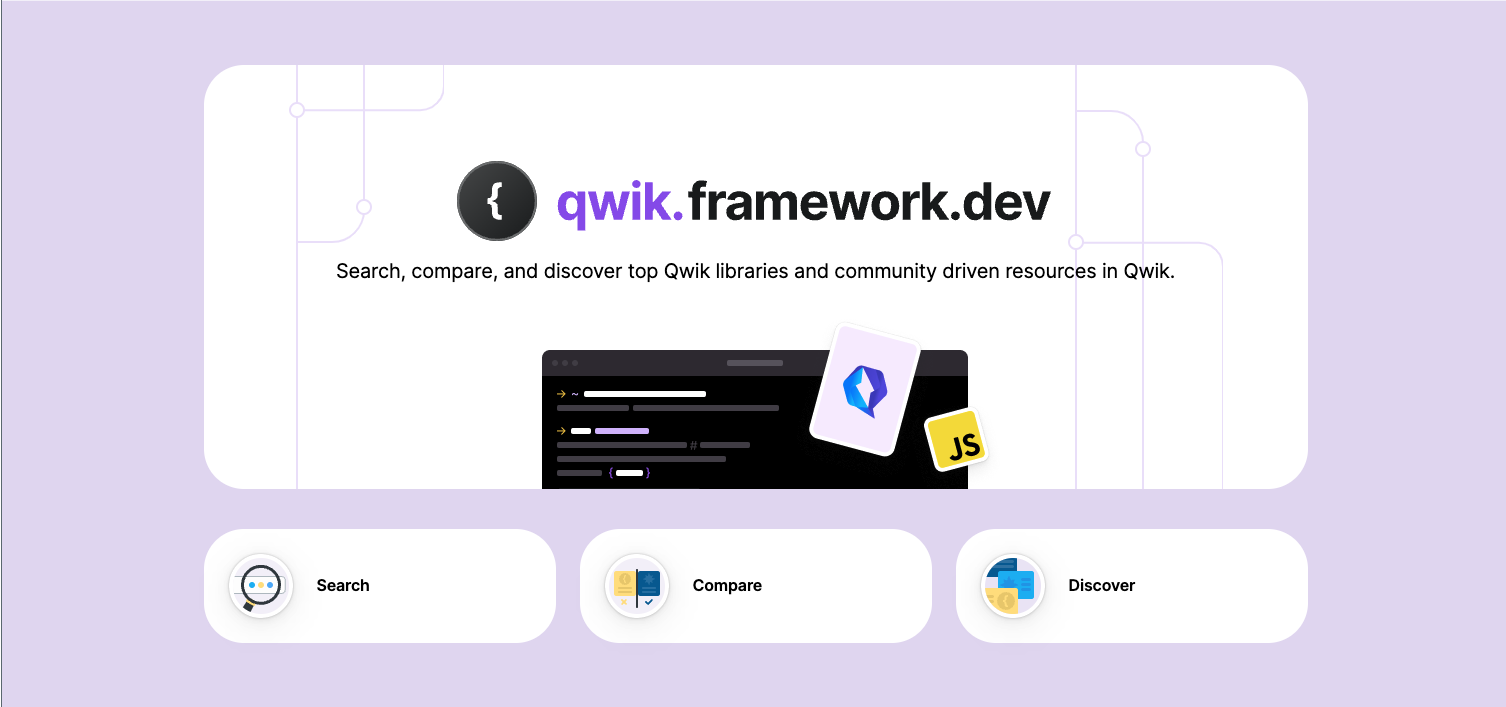 { qwik.framework.dev
Search, compare, and discover top Qwik libraries and community driven resources in Qwik.
→ ~
→
#
{ }
JS
Search
Compare
Discover